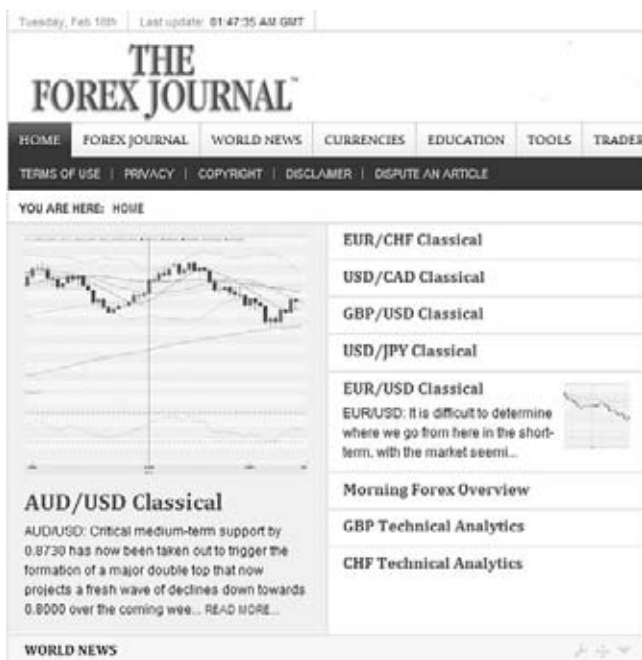 Tuesday, Feb 16th
Last update: 01:47:35 AM GMT
THE
FOREX JOURNAL™
HOME
FOREX JOURNAL
WORLD NEWS
CURRENCIES
EDUCATION
TOOLS
TRADER
TERMS OF USE | PRIVACY | COPYRIGHT | DISCLAIMER | DISPUTE AN ARTICLE
YOU ARE HERE: HOME
AUD/USD Classical
AUD/USD: Critical medium-term support by
0.8730 has now been taken out to trigger the
formation of a major double top that now
projects a fresh wave of declines down towards
0.8000 over the coming wee... READ MORE...
EUR/CHF Classical
USD/CAD Classical
GBP/USD Classical
USD/JPY Classical
EUR/USD Classical
EUR/USD: It is difficult to determine
where we go from here in the short-
term, with the market seemi...
Morning Forex Overview
GBP Technical Analytics
CHF Technical Analytics
WORLD NEWS